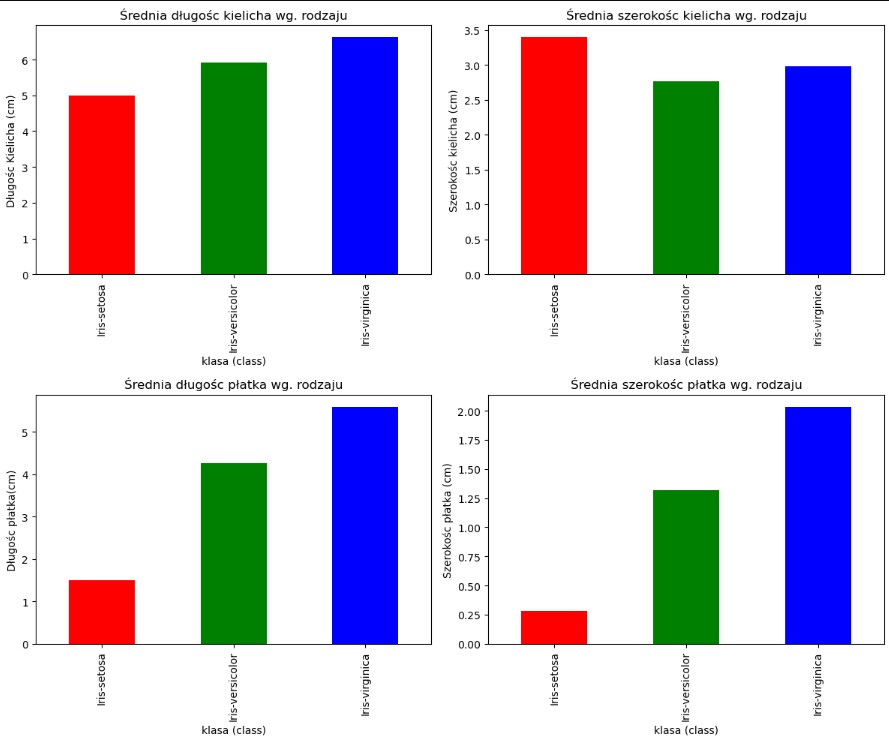 Średnia długośc kielicha wg. rodzaju
Długośc Kielicha (cm)
6
5
4
3
2
1
0
Iris-setosa
Iris-versicolor
Iris-virginica
klasa (class)
Średnia szerokośc kielicha wg. rodzaju
Szerokośc kielicha (cm)
3.5
3.0
2.5
2.0
1.5
1.0
0.5
0.0
Iris-setosa
Iris-versicolor
Iris-virginica
klasa (class)
Średnia długośc płatka wg. rodzaju
Długośc płatka(cm)
5
4
3
2
1
0
Iris-setosa
Iris-versicolor
Iris-virginica
klasa (class)
Średnia szerokośc płatka wg. rodzaju
Szerokośc płatka (cm)
2.00
1.75
1.50
1.25
1.00
0.75
0.50
0.25
0.00
Iris-setosa
Iris-versicolor
Iris-virginica
klasa (class)